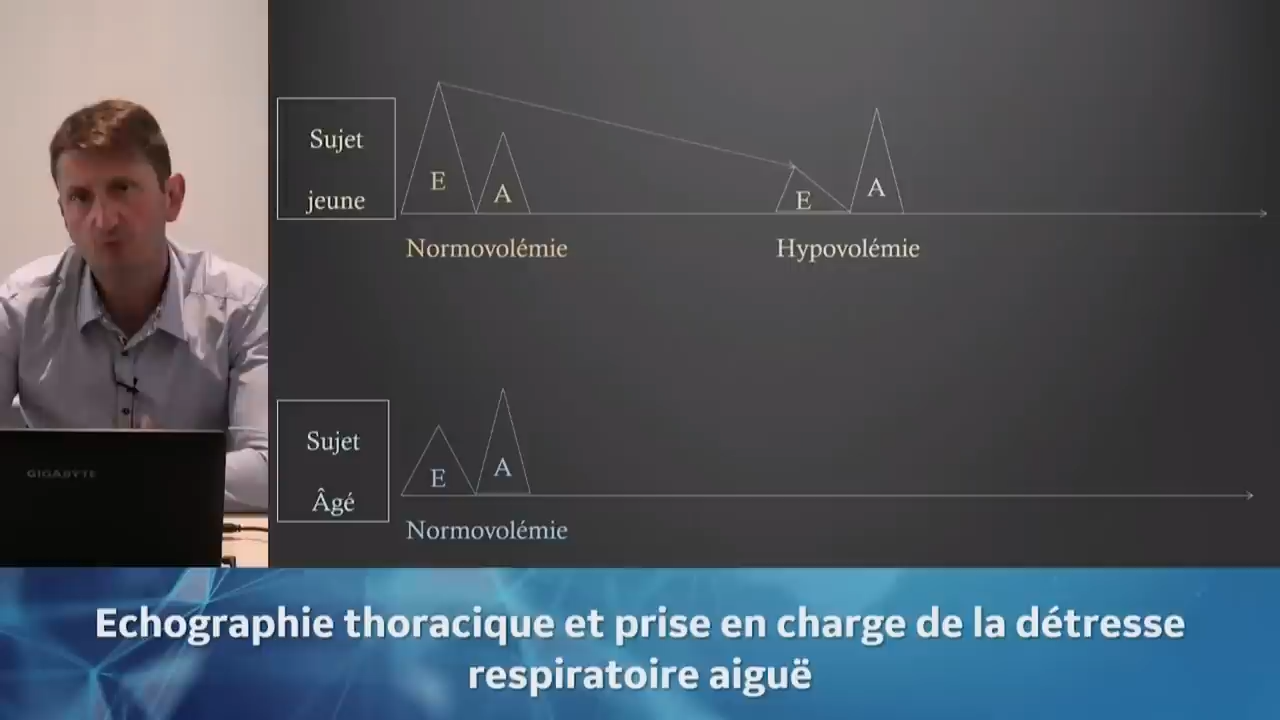 Sujet
jeune
E
A
E
A
Normovolémie
Hypovolémie
Sujet
Âgé
E
A
Normovolémie
GIGABYTE
Echographie thoracique et prise en charge de la détresse
respiratoire aiguë